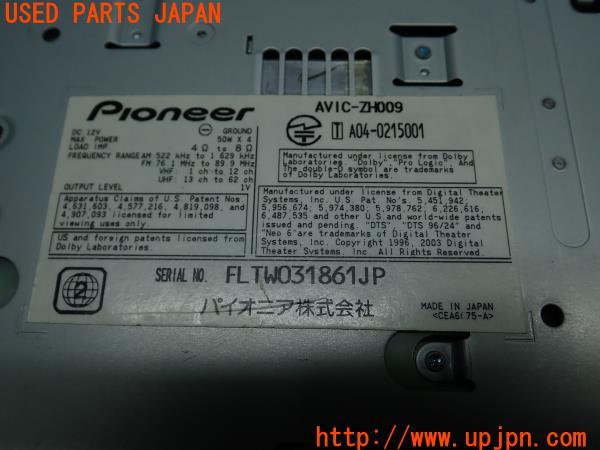 USED PARTS JAPAN
Pioneer
AVIC-ZH009
DC 12V
GROUND
MAX POWER 50W X 4
LOAD IMP 4 Ω to 8 Ω
FREQUENCY RANGE AM 522 kHz to 1 629 kHz
FM 76.1 MHz to 89.9 MHz
VHF: 1 ch to 12 ch
UHF: 13 ch to 62 ch
OUTPUT LEVEL 1V
Apparatus Claims of U.S. Patent Nos.
4,631,603, 4,577,216, 4,819,098, and
4,907,093 licensed for limited
viewing uses only.
US and foreign patents licensed from
Dolby Laboratories.
T A04-0215001
Manufactured under license from Dolby
Laboratories. "Dolby", "Pro Logic", and
The double-D symbol are trademarks
of Dolby Laboratories.
Manufactured under license from Digital Theater
Systems, Inc. U.S. Pat No's. 5,451,942;
5,956,674; 5,974,380; 5,978,762; 6,226,616;
6,487,535 and other U.S. and world-wide patents
issued and pending. "DTS", "DTS 96/24" and
"Neo 6" are trademarks of Digital Theater
Systems, Inc. Copyright 1996, 2003 Digital
Theater Systems, Inc. All Rights Reserved.
2
SERIAL NO. FLTW031861JP
パイオニア株式会社
MADE IN JAPAN
UPJ
http://www.upjpn.com